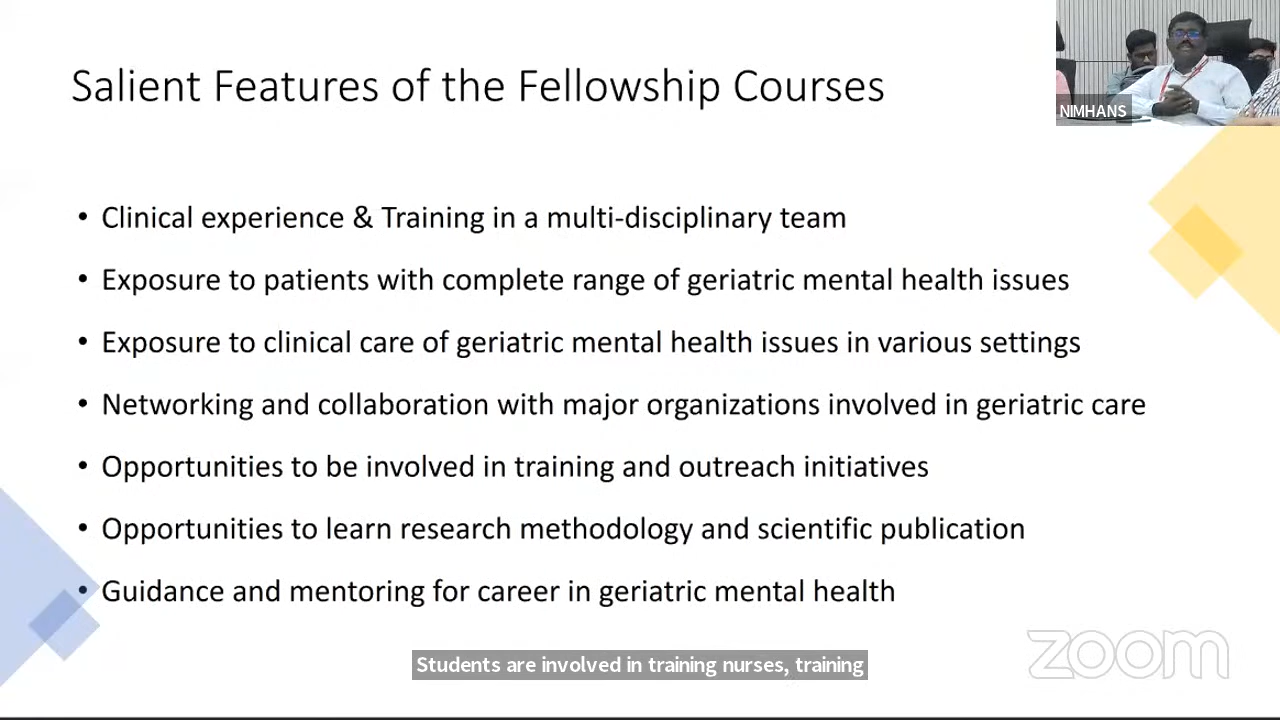 Salient Features of the Fellowship Courses
NIMHANS
• Clinical experience & Training in a multi-disciplinary team
• Exposure to patients with complete range of geriatric mental health issues
• Exposure to clinical care of geriatric mental health issues in various settings
• Networking and collaboration with major organizations involved in geriatric care
• Opportunities to be involved in training and outreach initiatives
• Opportunities to learn research methodology and scientific publication
• Guidance and mentoring for career in geriatric mental health
Students are involved in training nurses, training
zoom